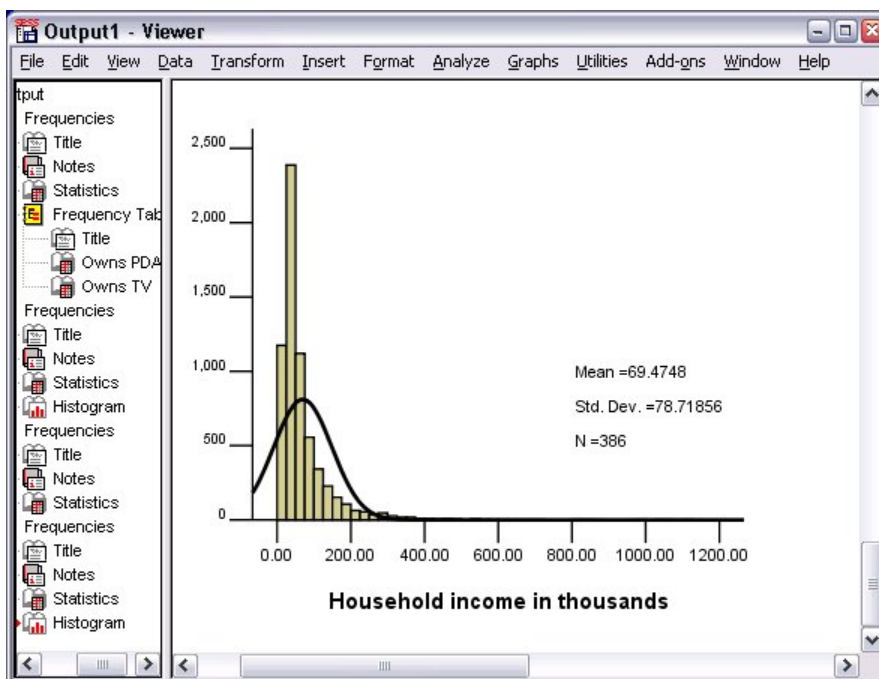 Output1 - Viewer
File Edit View Data Transform Insert Format Analyze Graphs Utilities Add-ons Window Help
tput
Frequencies
Title
Notes
Statistics
Frequency Tab
Title
Owns PDA
Owns TV
Frequencies
Title
Notes
Statistics
Histogram
Frequencies
Title
Notes
Statistics
Frequencies
Title
Notes
Statistics
Histogram
2,500
2,000
1,500
1,000
500
0
Mean =69.4748
Std. Dev. =78.71856
N =386
0.00 200.00 400.00 600.00 800.00 1000.00 1200.00
Household income in thousands